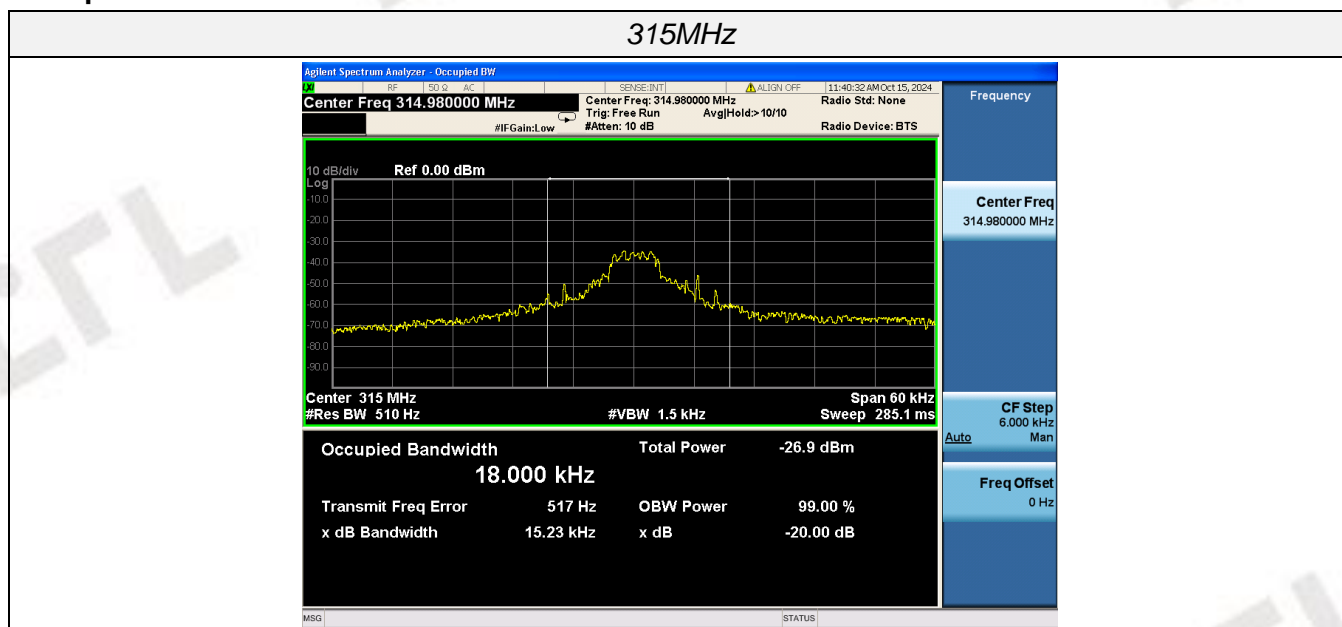 315MHz
Agilent Spectrum Analyzer - Occupied BW
LXI RF 50 Ω AC SENSE:INT ALIGN OFF 11:40:32 AM Oct 15, 2024
Center Freq 314.980000 MHz
Center Freq: 314.980000 MHz Radio Std: None
Trig: Free Run Avg|Hold:>10/10
#IFGain:Low #Atten: 10 dB Radio Device: BTS
10 dB/div Ref 0.00 dBm
Log
-10.0
-20.0
-30.0
-40.0
-50.0
-60.0
-70.0
-80.0
-90.0
Center 315 MHz Span 60 kHz
#Res BW 510 Hz #VBW 1.5 kHz Sweep 285.1 ms
Occupied Bandwidth Total Power -26.9 dBm
18.000 kHz
Transmit Freq Error 517 Hz OBW Power 99.00 %
x dB Bandwidth 15.23 kHz x dB -20.00 dB
MSG STATUS
Frequency
Center Freq
314.980000 MHz
CF Step
6.000 kHz
Auto Man
Freq Offset
0 Hz